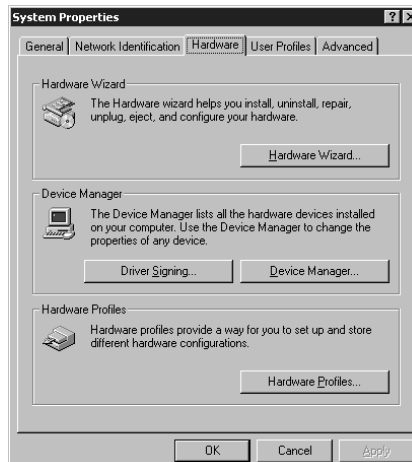 System Properties
General Network Identification Hardware User Profiles Advanced
Hardware Wizard
The Hardware wizard helps you install, uninstall, repair,
unplug, eject, and configure your hardware.
Hardware Wizard...
Device Manager
The Device Manager lists all the hardware devices installed
on your computer. Use the Device Manager to change the
properties of any device.
Driver Signing... Device Manager...
Hardware Profiles
Hardware profiles provide a way for you to set up and store
different hardware configurations.
Hardware Profiles...
OK Cancel Apply